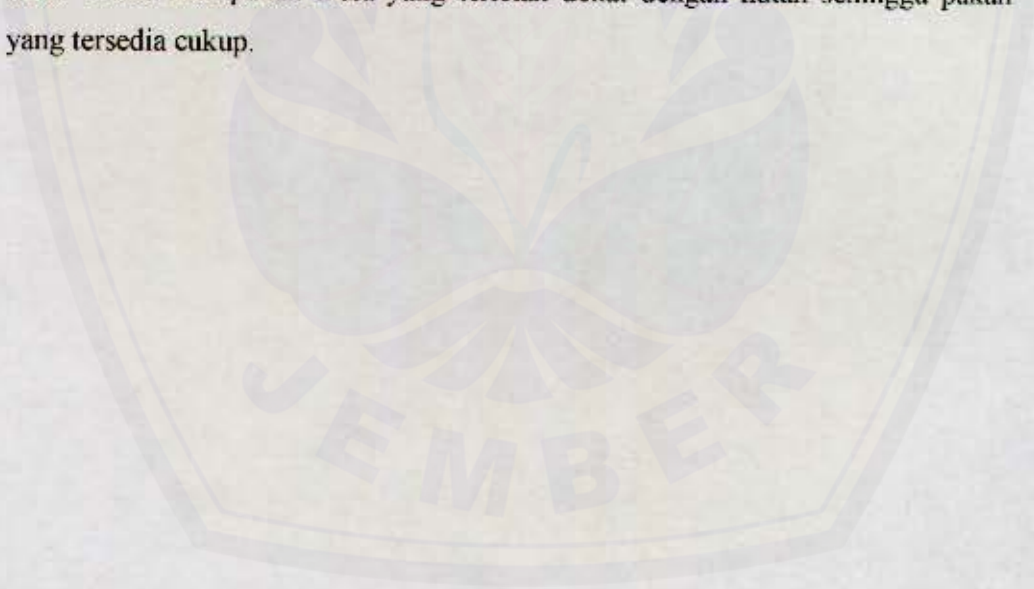 yang terletak dekat dengan hutan sehingga pakan
yang tersedia cukup.
JEMBER